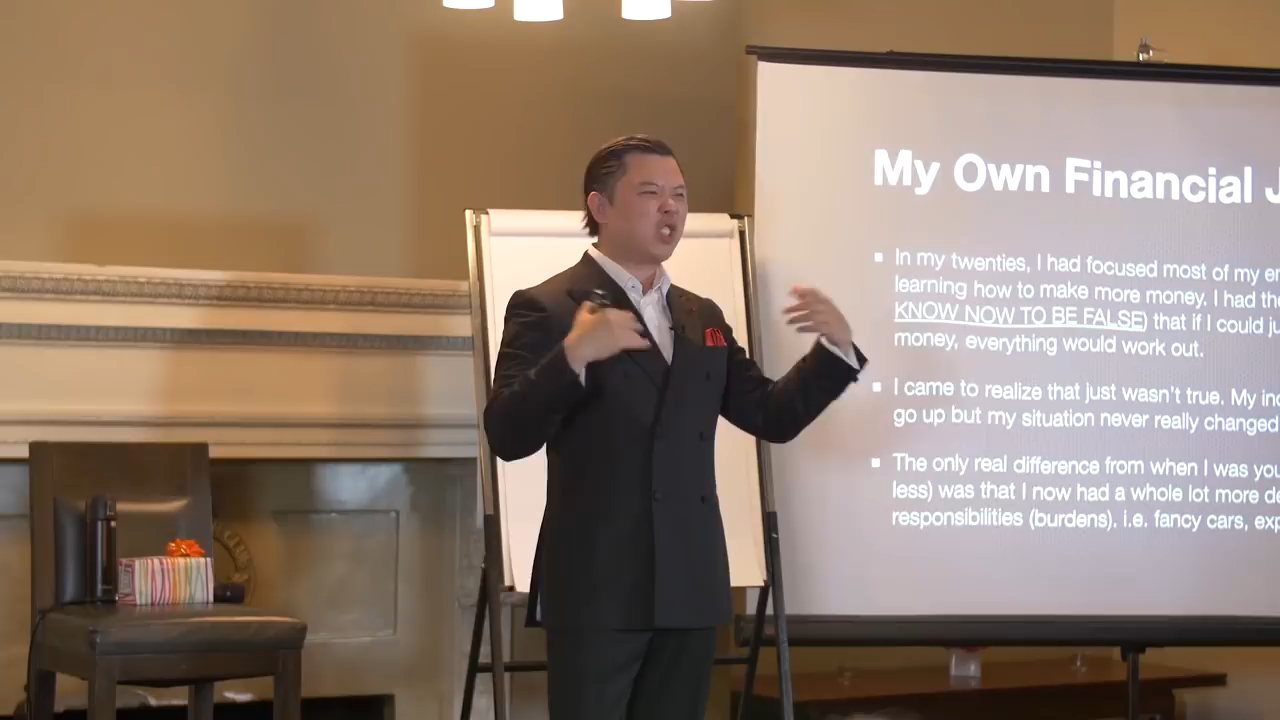 My Own Financial J
In my twenties, I had focused most of my en
learning how to make more money. I had the
KNOW NOW TO BE FALSE) that if I could ju
money, everything would work out.
I came to realize that just wasn't true. My inc
go up but my situation never really changed
The only real difference from when I was you
less) was that I now had a whole lot more de
responsibilities (burdens), i.e. fancy cars, exp